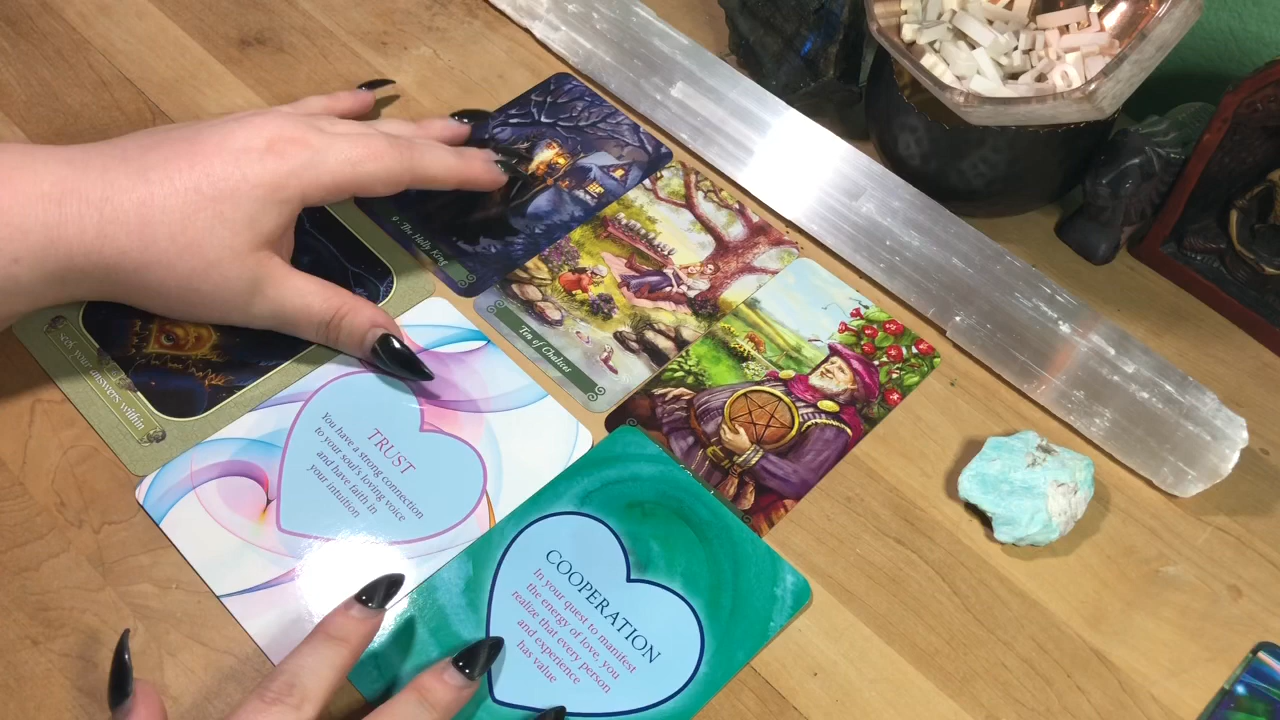 9 - The Holly King
Ten of Chalices
seek your answers within
TRUST
You have a strong connection
to your soul's loving voice
and have faith in
your intuition
COOPERATION
In your quest to manifest
the energy of love, you
realize that every person
and experience
has value